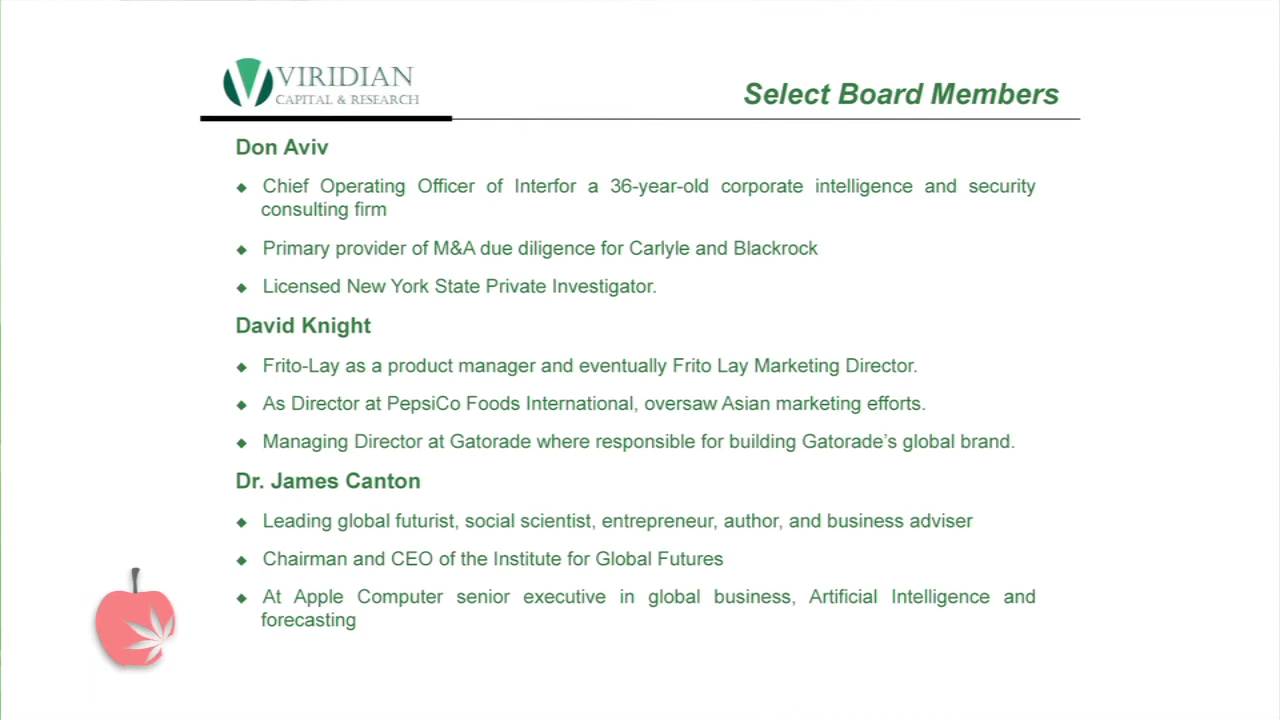 VIRIDIAN
CAPITAL & RESEARCH
Select Board Members
Don Aviv
Chief Operating Officer of Interfor a 36-year-old corporate intelligence and security
consulting firm
Primary provider of M&A due diligence for Carlyle and Blackrock
Licensed New York State Private Investigator.
David Knight
Frito-Lay as a product manager and eventually Frito Lay Marketing Director.
As Director at PepsiCo Foods International, oversaw Asian marketing efforts.
Managing Director at Gatorade where responsible for building Gatorade’s global brand.
Dr. James Canton
Leading global futurist, social scientist, entrepreneur, author, and business adviser
Chairman and CEO of the Institute for Global Futures
At Apple Computer senior executive in global business, Artificial Intelligence and
forecasting